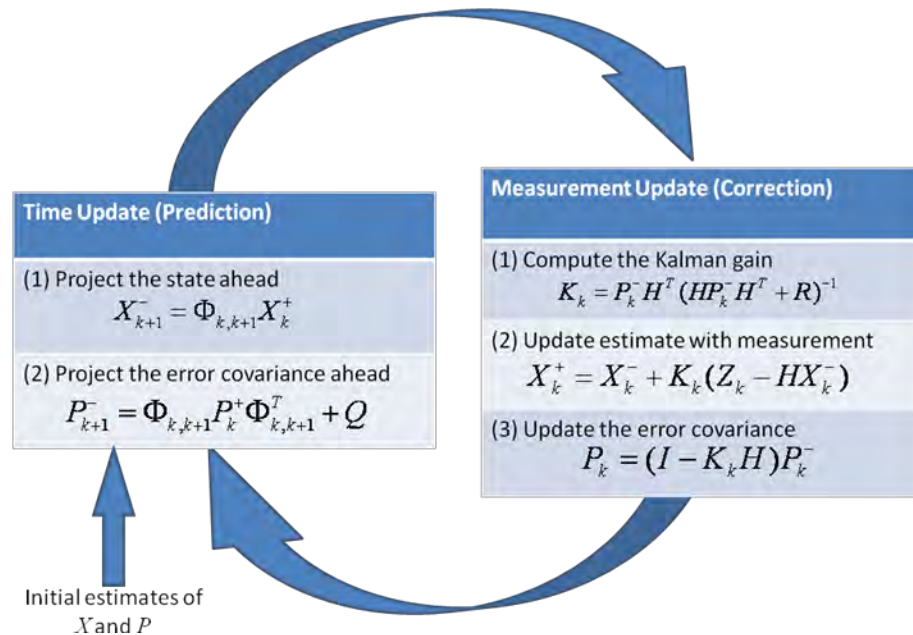 Time Update (Prediction)
(1) Project the state ahead
X⁻ₖ₊₁ = Φₖ,ₖ₊₁X⁺ₖ
(2) Project the error covariance ahead
P⁻ₖ₊₁ = Φₖ,ₖ₊₁P⁺ₖΦᵀₖ,ₖ₊₁ + Q
Initial estimates of
X and P
Measurement Update (Correction)
(1) Compute the Kalman gain
Kₖ = P⁻ₖHᵀ(HP⁻ₖHᵀ + R)⁻¹
(2) Update estimate with measurement
X⁺ₖ = X⁻ₖ + Kₖ(Zₖ − HX⁻ₖ)
(3) Update the error covariance
Pₖ = (I − KₖH)P⁻ₖ